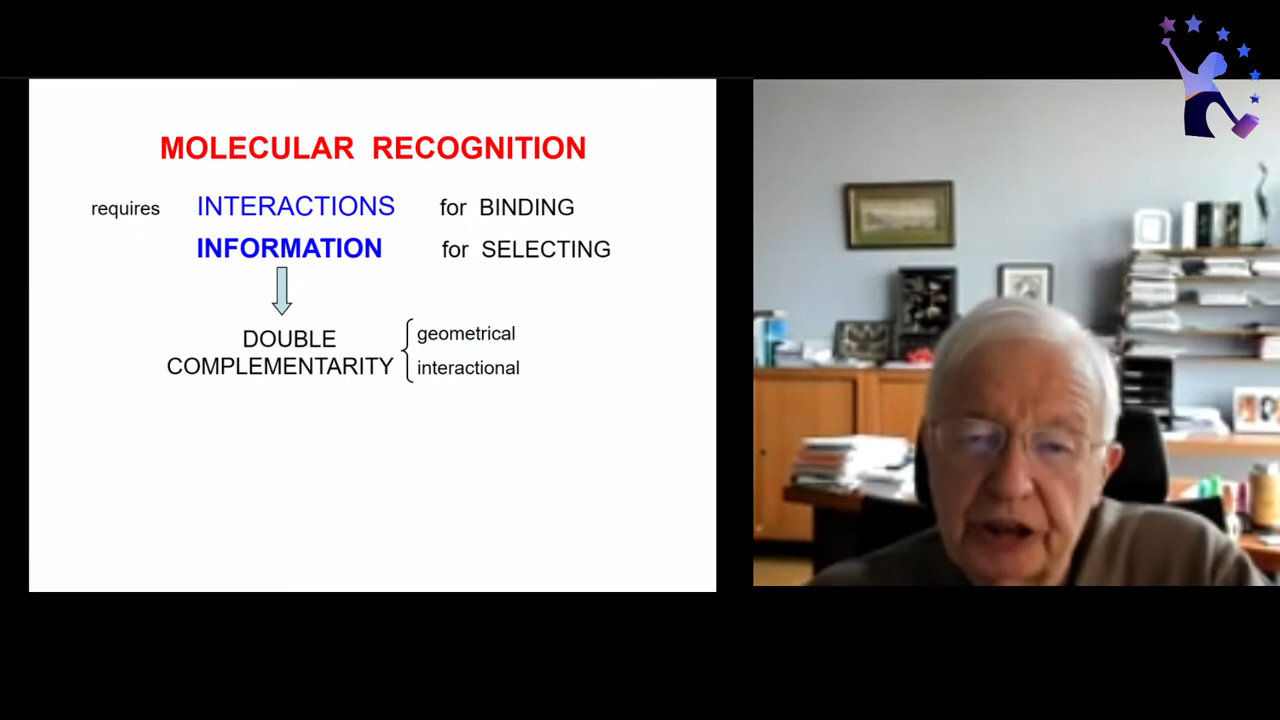 MOLECULAR RECOGNITION
requires INTERACTIONS for BINDING
INFORMATION for SELECTING
DOUBLE
COMPLEMENTARITY
geometrical
interactional